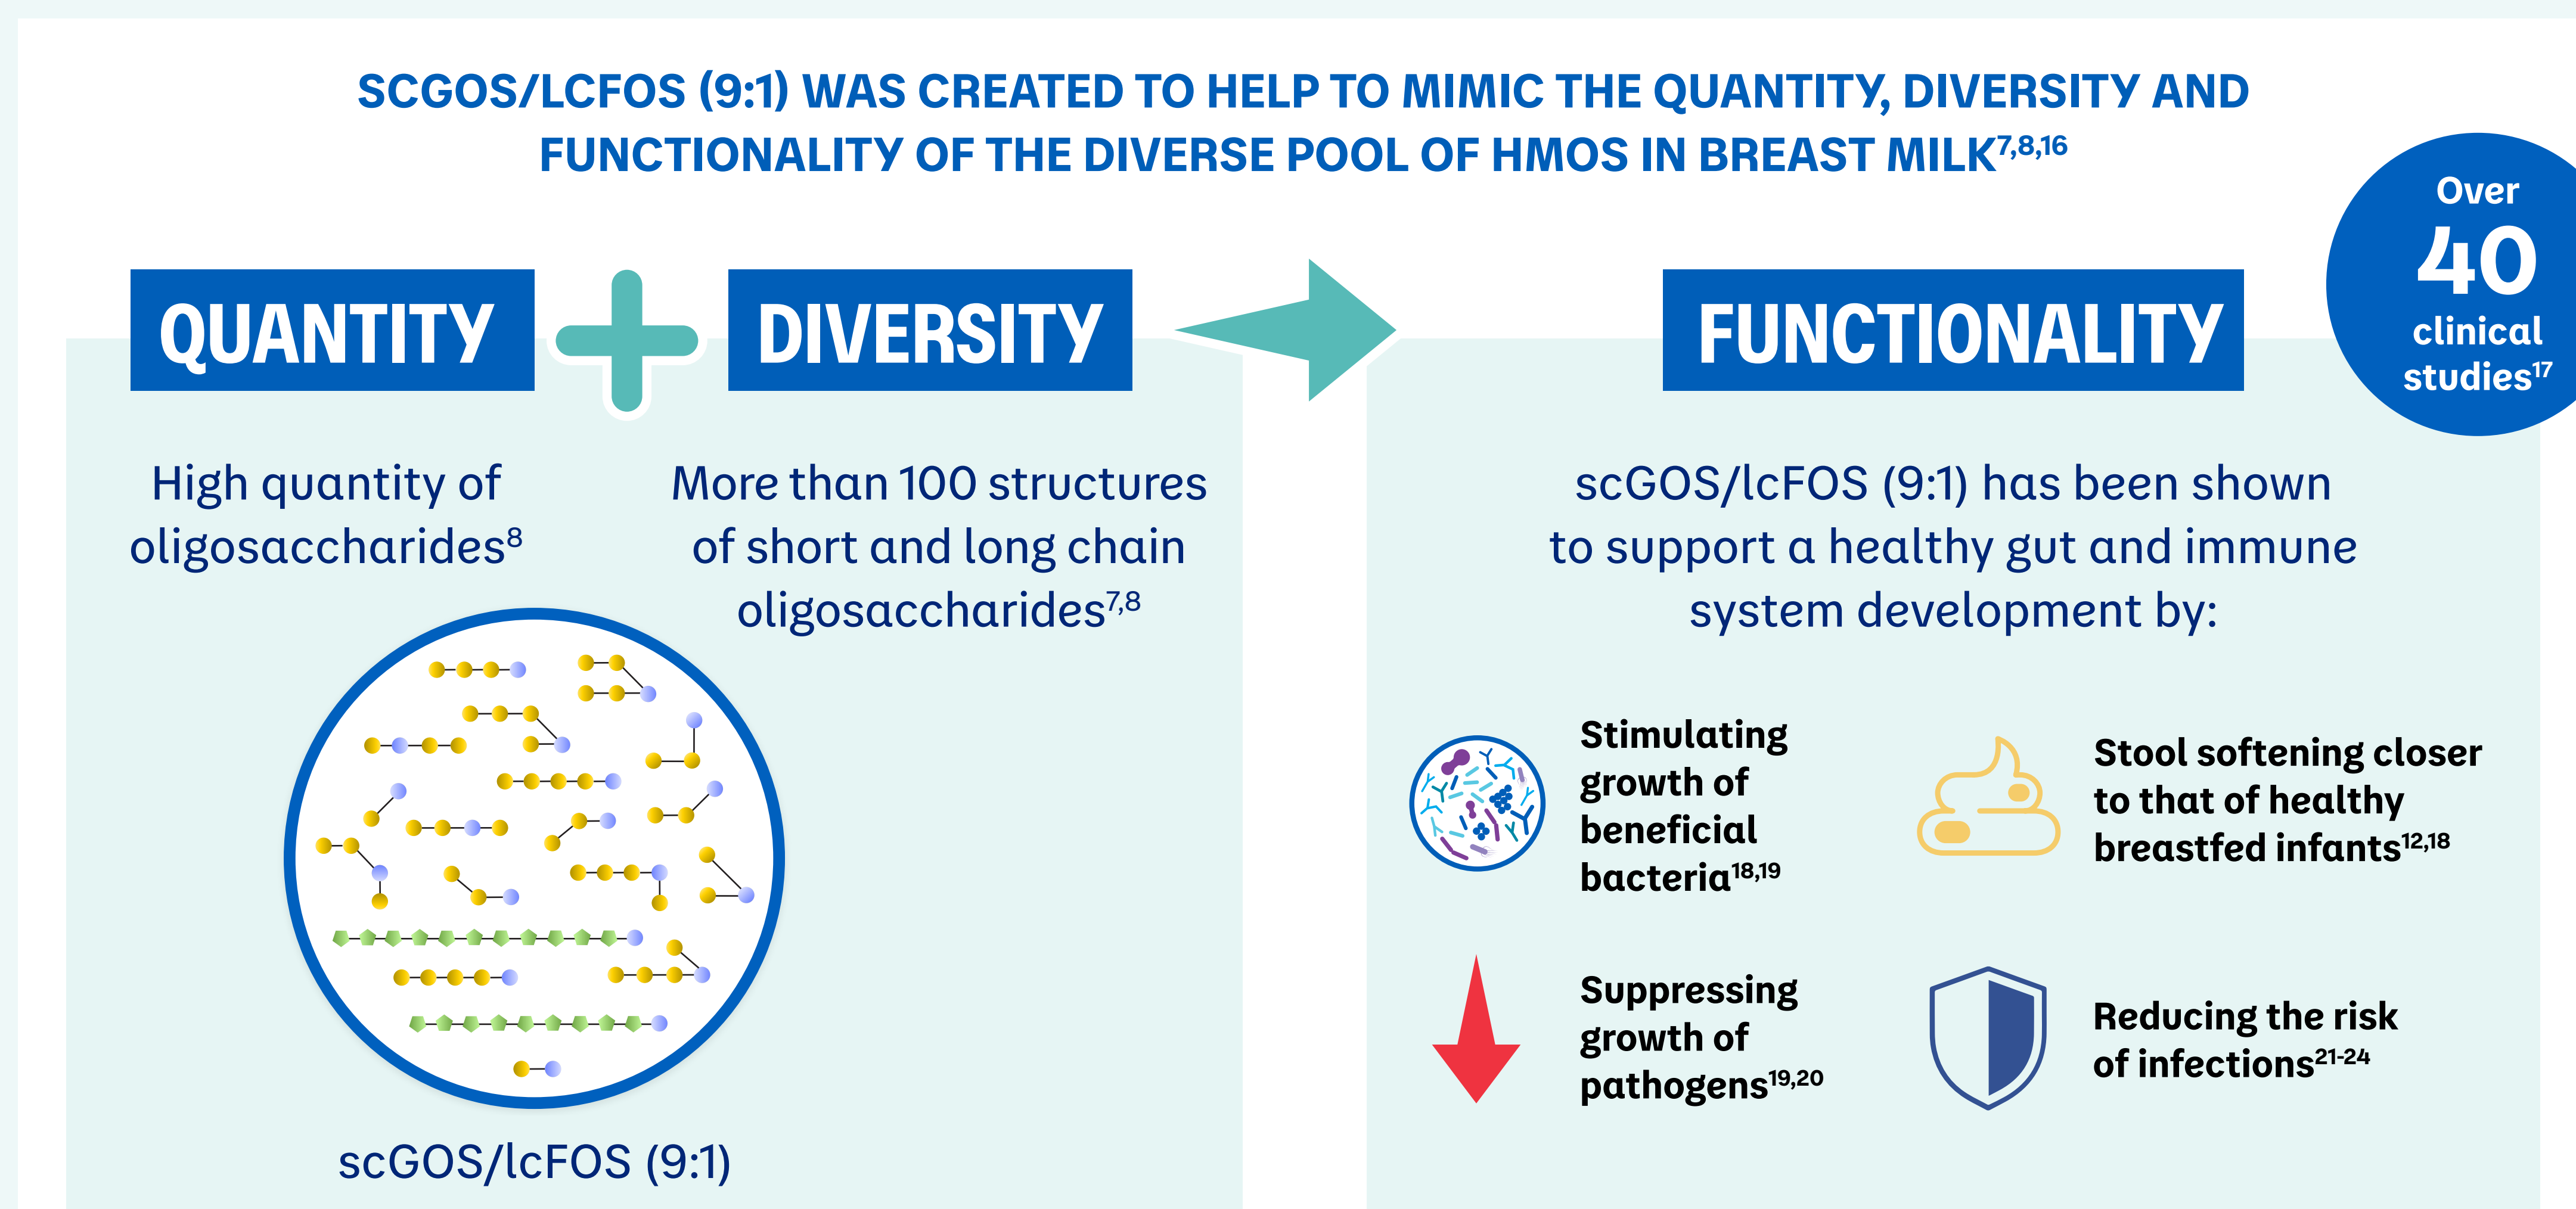 SCGOS/LCFOS (9:1) WAS CREATED TO HELP TO MIMIC THE QUANTITY, DIVERSITY AND
FUNCTIONALITY OF THE DIVERSE POOL OF HMOS IN BREAST MILK7,8,16
Over
40
clinical
studies17
QUANTITY
DIVERSITY
FUNCTIONALITY
High quantity of
oligosaccharides8
More than 100 structures
of short and long chain
oligosaccharides7,8
scGOS/lcFOS (9:1)
scGOS/lcFOS (9:1) has been shown
to support a healthy gut and immune
system development by:
Stimulating
growth of
beneficial
bacteria18,19
Stool softening closer
to that of healthy
breastfed infants12,18
Suppressing
growth of
pathogens19,20
Reducing the risk
of infections21-24